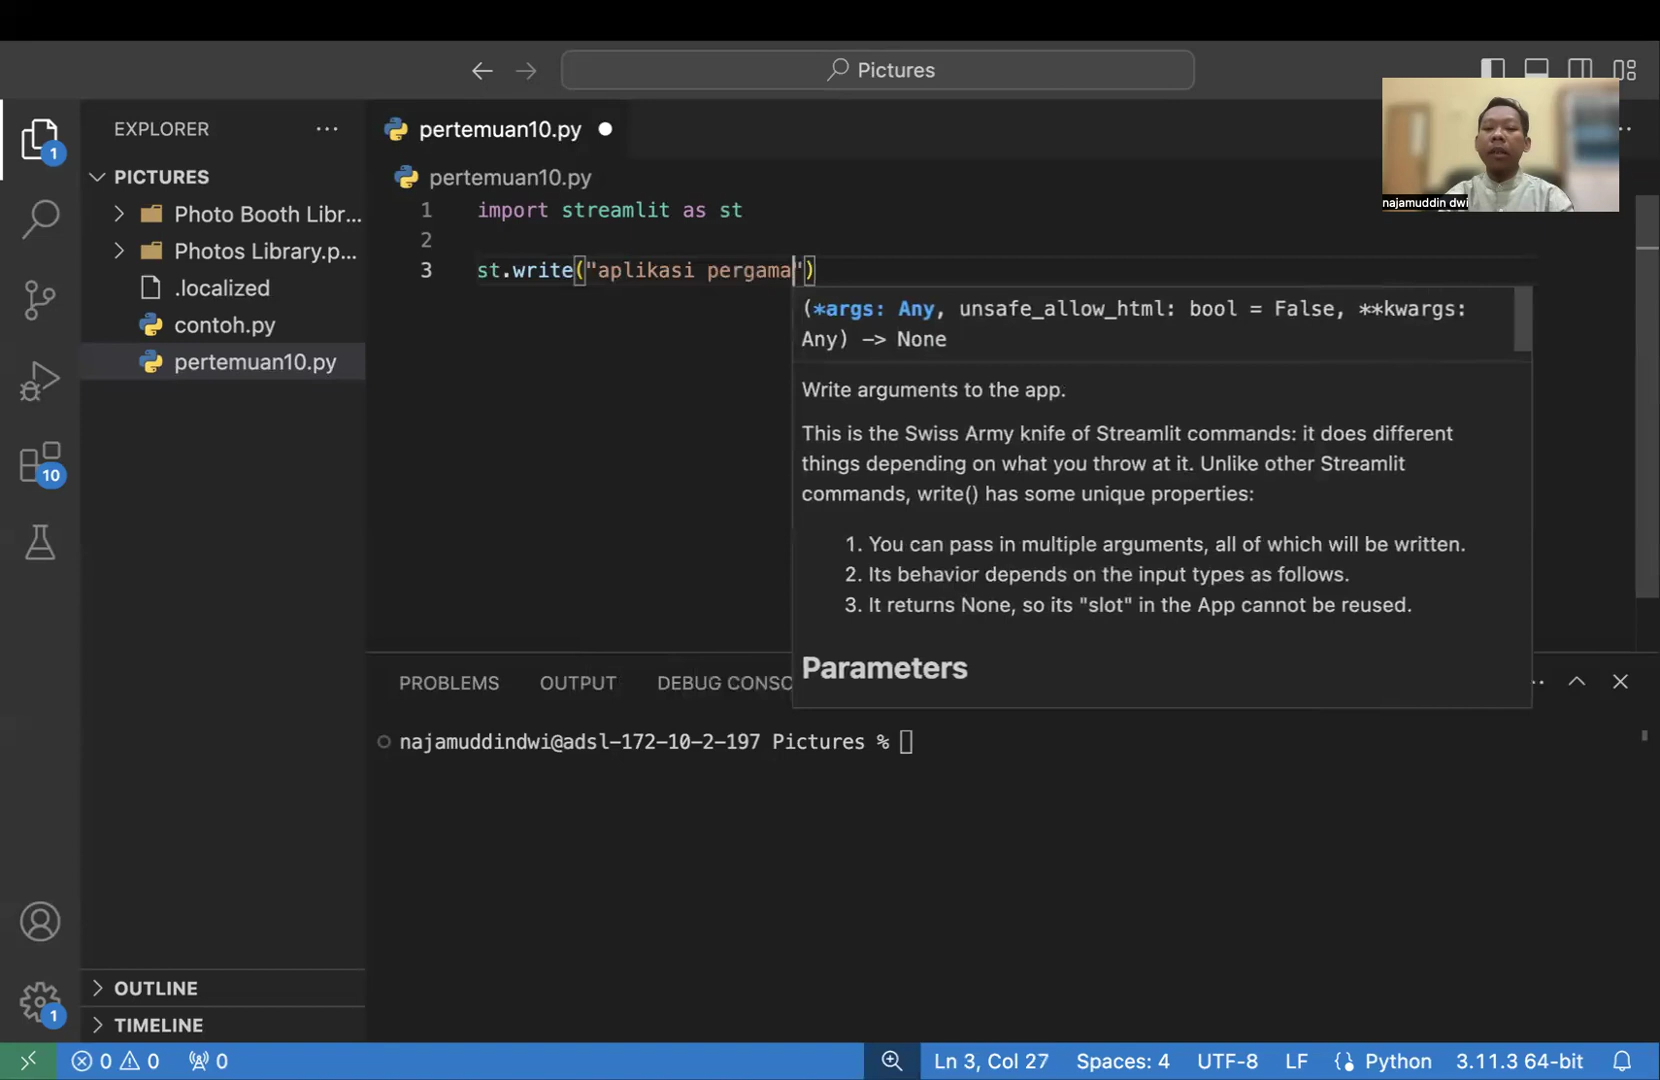 Pictures
EXPLORER
PICTURES
Photo Booth Libr...
Photos Library.p...
.localized
contoh.py
pertemuan10.py
OUTLINE
TIMELINE
pertemuan10.py
pertemuan10.py
1 import streamlit as st
2
3 st.write("aplikasi pergama")
(*args: Any, unsafe_allow_html: bool = False, **kwargs:
Any) -> None
Write arguments to the app.
This is the Swiss Army knife of Streamlit commands: it does different
things depending on what you throw at it. Unlike other Streamlit
commands, write() has some unique properties:
1. You can pass in multiple arguments, all of which will be written.
2. Its behavior depends on the input types as follows.
3. It returns None, so its "slot" in the App cannot be reused.
Parameters
PROBLEMS OUTPUT DEBUG CONSO
najamuddindwi@adsl-172-10-2-197 Pictures %
najamuddin dwi
1
10
1
0 0 0 Ln 3, Col 27 Spaces: 4 UTF-8 LF Python 3.11.3 64-bit